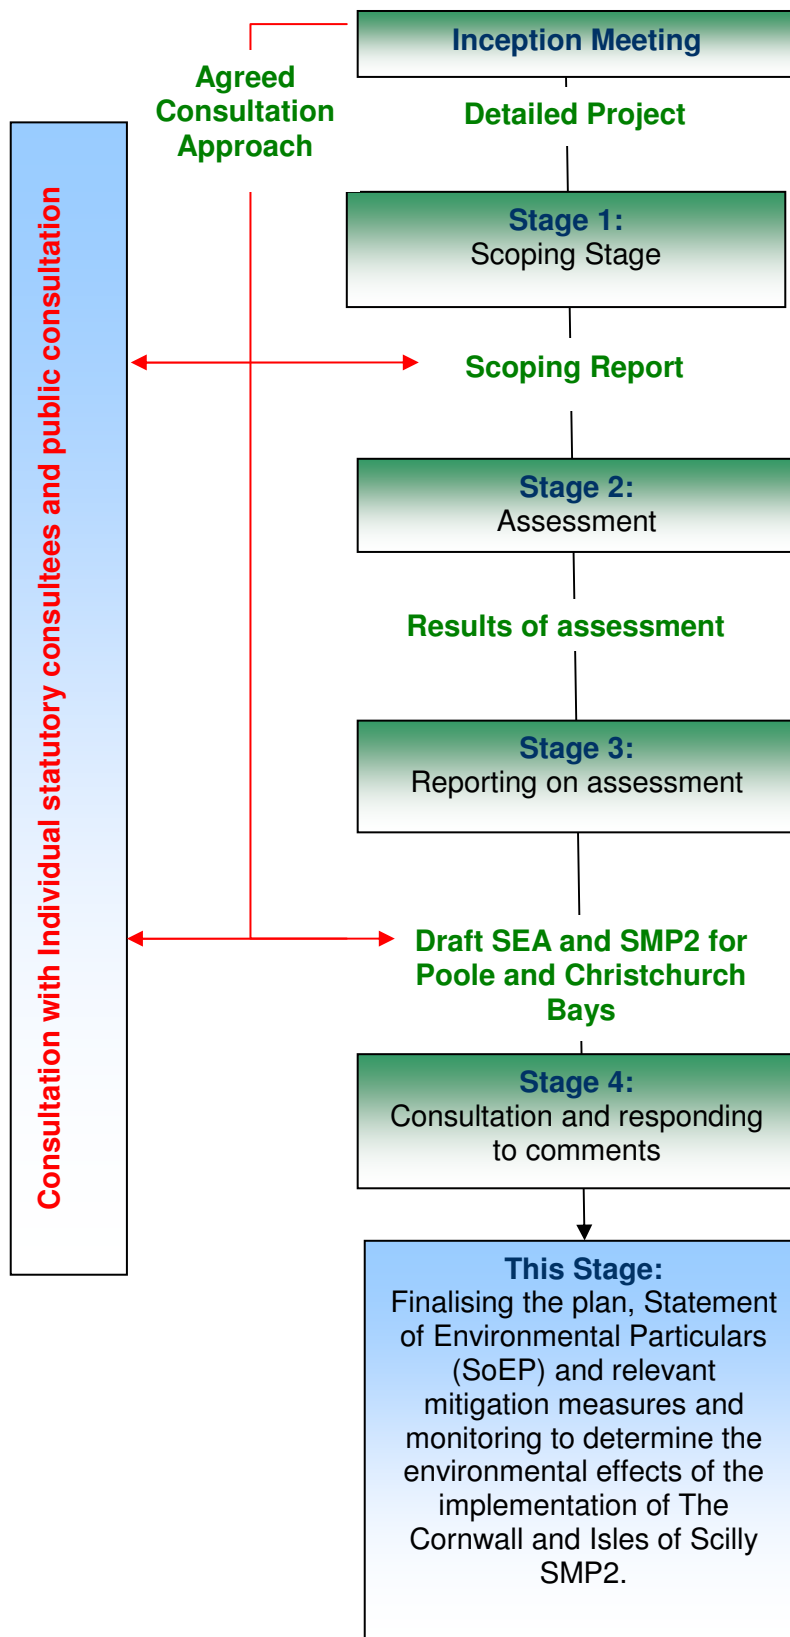 Inception Meeting
Agreed
Consultation
Approach
Detailed Project
Consultation with Individual statutory consultees and public consultation
Stage 1:
Scoping Stage
Scoping Report
Stage 2:
Assessment
Results of assessment
Stage 3:
Reporting on assessment
Draft SEA and SMP2 for
Poole and Christchurch
Bays
Stage 4:
Consultation and responding
to comments
This Stage:
Finalising the plan, Statement
of Environmental Particulars
(SoEP) and relevant
mitigation measures and
monitoring to determine the
environmental effects of the
implementation of The
Cornwall and Isles of Scilly
SMP2.